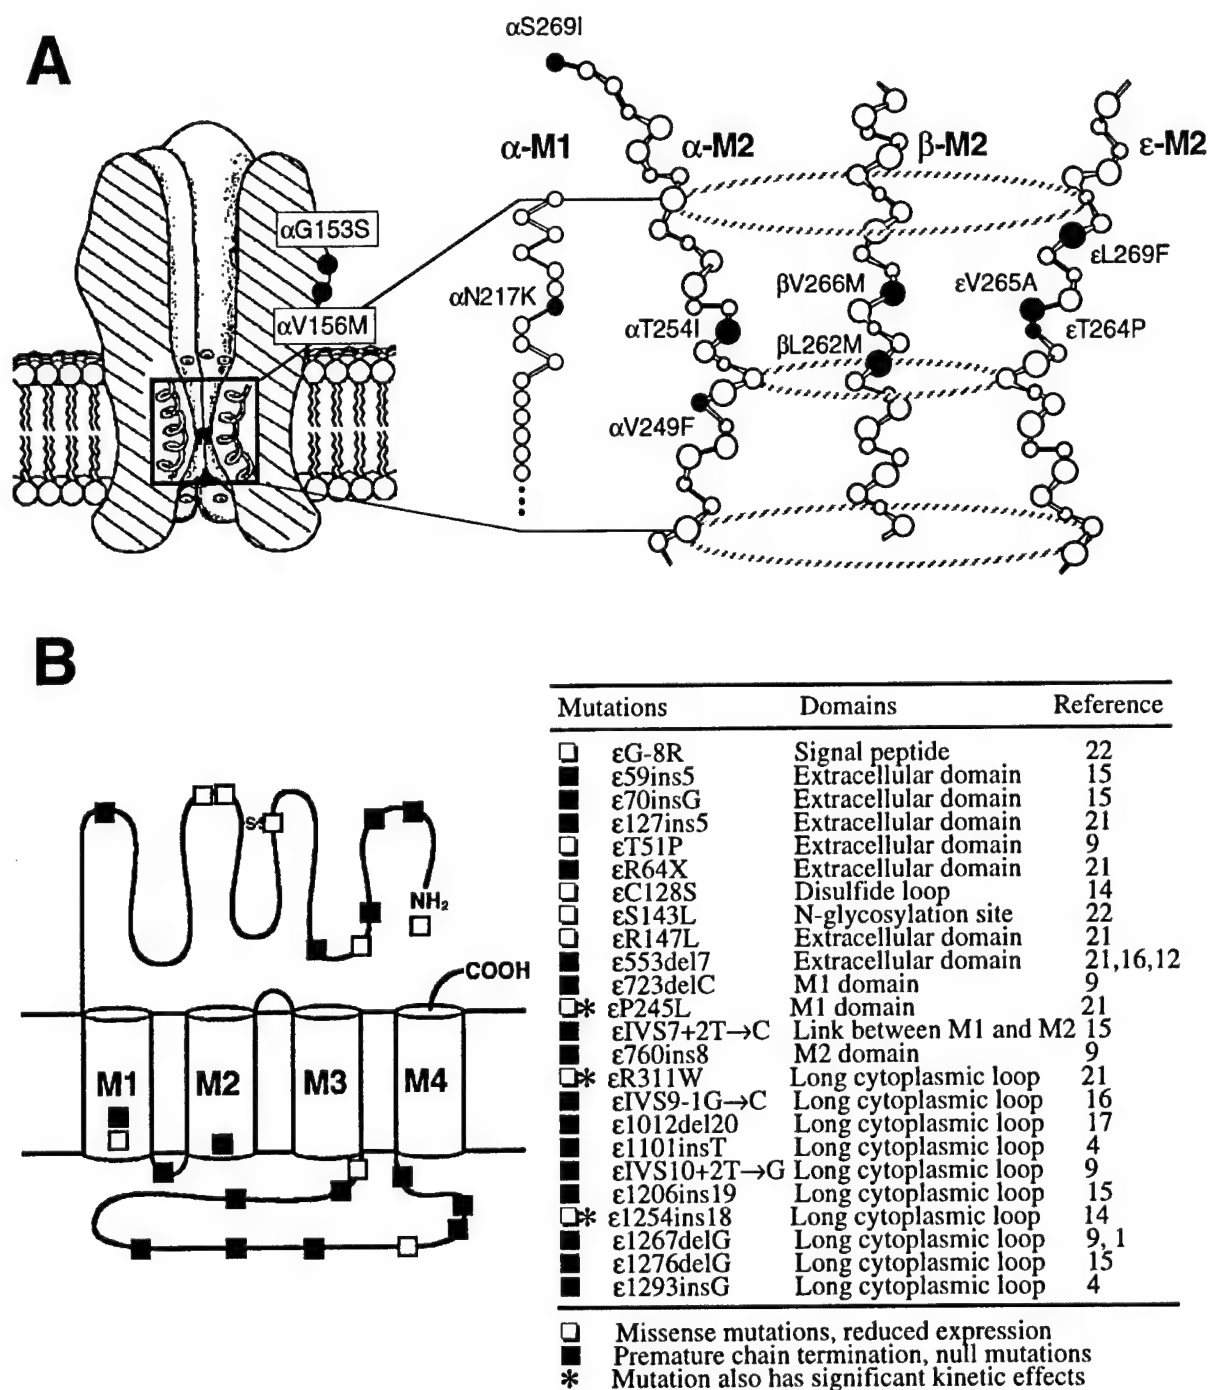 A
αS269I
α-M1
α-M2
β-M2
ε-M2
αG153S
αV156M
αN217K
αT254I
αV249F
βV266M
βL262M
εL269F
εV265A
εT264P
B
NH₂
COOH
M1
M2
M3
M4
Mutations Domains Reference
❏ εG-8R Signal peptide 22
■ ε59ins5 Extracellular domain 15
■ ε70insG Extracellular domain 15
■ ε127ins5 Extracellular domain 21
❏ εT51P Extracellular domain 9
■ εR64X Extracellular domain 21
❏ εC128S Disulfide loop 14
❏ εS143L N-glycosylation site 22
❏ εR147L Extracellular domain 21
■ ε553del7 Extracellular domain 21,16,12
■ ε723delC M1 domain 9
❏* εP245L M1 domain 21
■ εIVS7+2T→C Link between M1 and M2 15
■ ε760ins8 M2 domain 9
❏* εR311W Long cytoplasmic loop 21
■ εIVS9-1G→C Long cytoplasmic loop 16
■ ε1012del20 Long cytoplasmic loop 17
■ ε1101insT Long cytoplasmic loop 4
■ εIVS10+2T→G Long cytoplasmic loop 9
■ ε1206ins19 Long cytoplasmic loop 15
❏* ε1254ins18 Long cytoplasmic loop 14
■ ε1267delG Long cytoplasmic loop 9, 1
■ ε1276delG Long cytoplasmic loop 15
■ ε1293insG Long cytoplasmic loop 4
❏ Missense mutations, reduced expression
■ Premature chain termination, null mutations
* Mutation also has significant kinetic effects